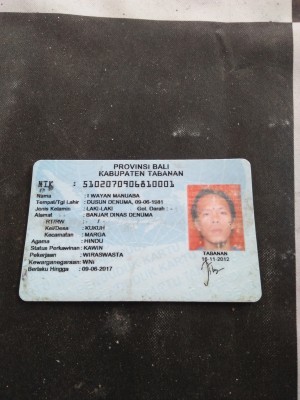 PROVINSI BALI
KABUPATEN TABANAN
NIK : 5102070906810001
Nama : I WAYAN MANUABA
Tempat/Tgl Lahir : DUSUN DENUMA, 09-06-1981
Jenis Kelamin : LAKI-LAKI Gol. Darah : -
Alamat : BANJAR DINAS DENUMA
RT/RW : /
Kel/Desa : KUKUH
Kecamatan : MARGA
Agama : HINDU
Status Perkawinan : KAWIN
Pekerjaan : WIRASWASTA
Kewarganegaraan : WNI
Berlaku Hingga : 09-06-2017
TABANAN
16-11-2012